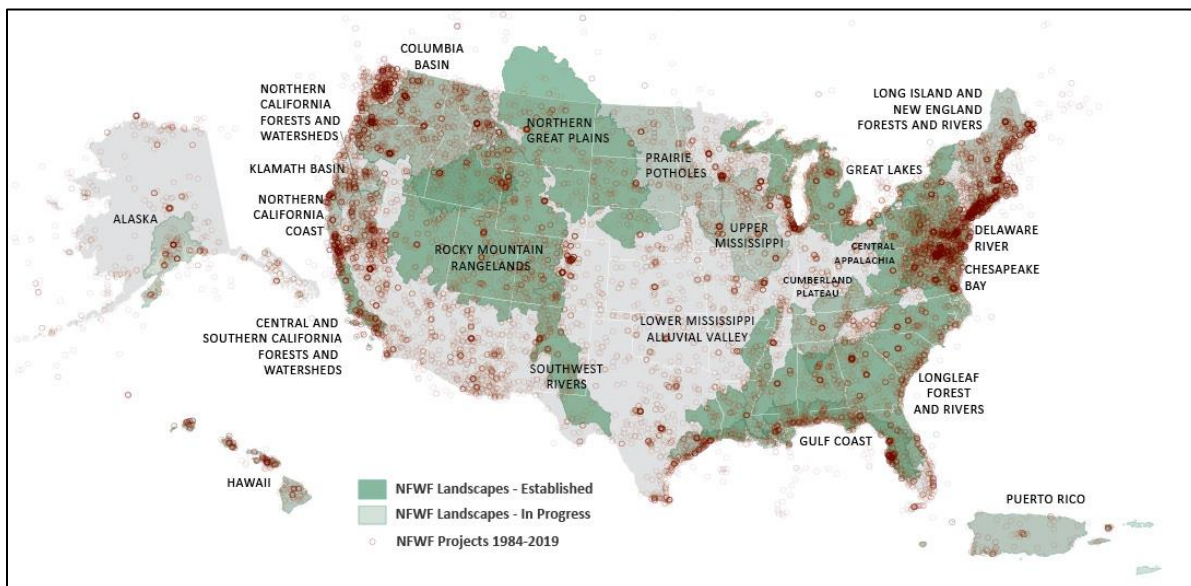 COLUMBIA
BASIN
NORTHERN
CALIFORNIA
FORESTS AND
WATERSHEDS
LONG ISLAND AND
NEW ENGLAND
FORESTS AND RIVERS
NORTHERN
GREAT PLAINS
PRAIRIE
POTHOLES
KLAMATH BASIN
GREAT LAKES
NORTHERN
CALIFORNIA
COAST
ALASKA
UPPER
MISSISSIPPI
DELAWARE
RIVER
ROCKY MOUNTAIN
RANGELANDS
CENTRAL
APPALACHIA
CHESAPEAKE
BAY
CUMBERLAND
PLATEAU
CENTRAL AND
SOUTHERN CALIFORNIA
FORESTS AND
WATERSHEDS
LOWER MISSISSIPPI
ALLUVIAL VALLEY
SOUTHWEST
RIVERS
LONGLEAF
FOREST
AND RIVERS
GULF COAST
HAWAII
NFWF Landscapes - Established
NFWF Landscapes - In Progress
NFWF Projects 1984-2019
PUERTO RICO